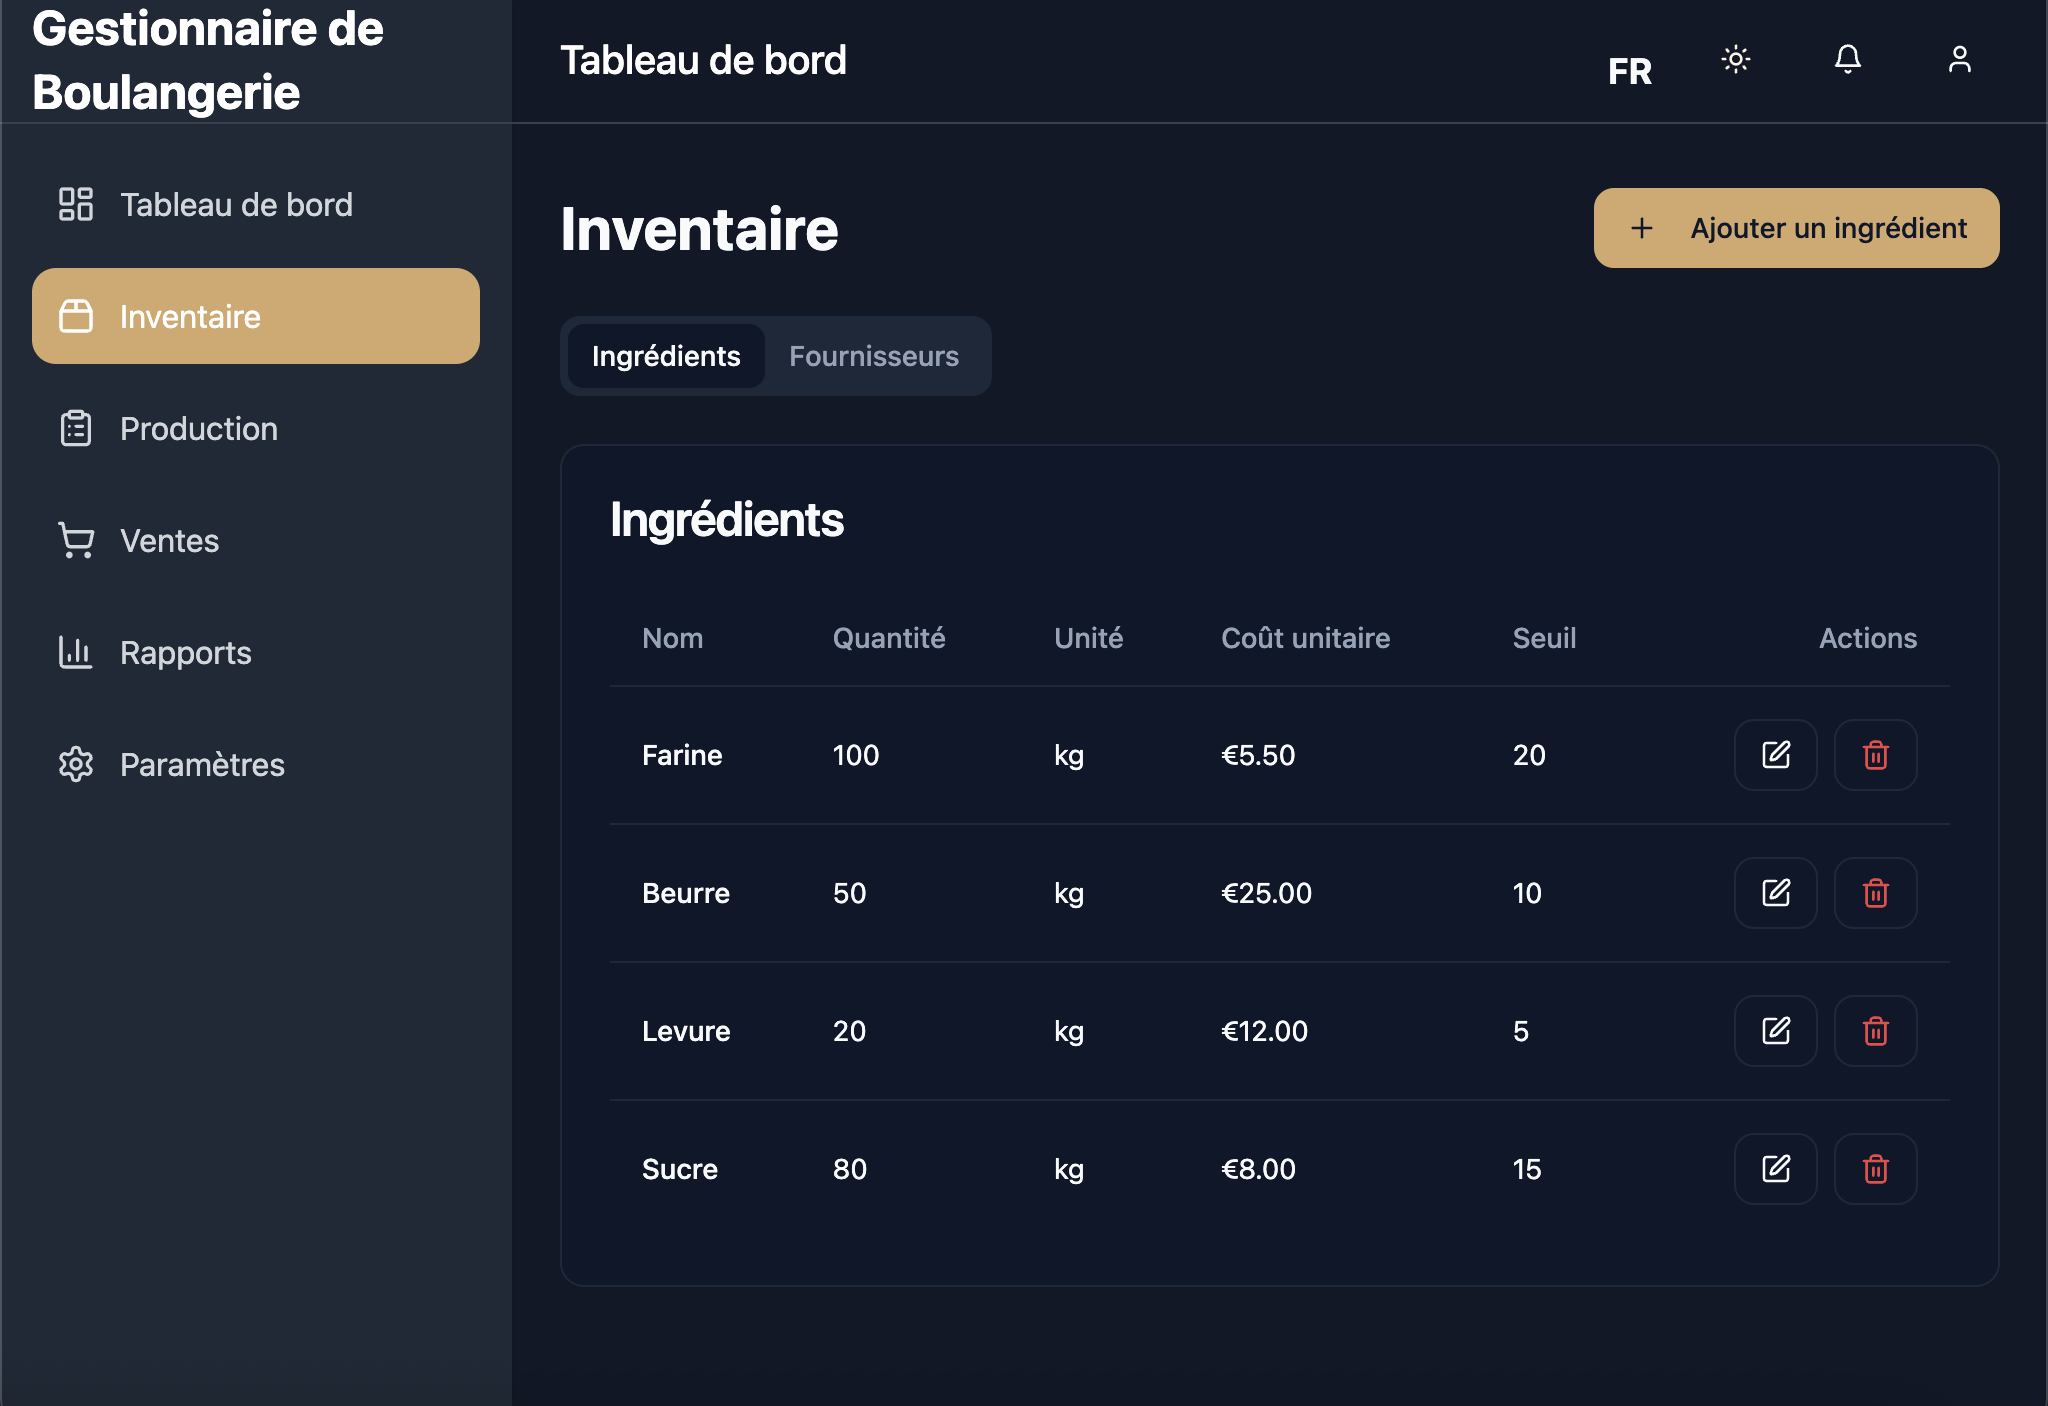 Gestionnaire de
Boulangerie
Tableau de bord
Inventaire
Production
Ventes
Rapports
Paramètres
Tableau de bord
FR
Inventaire
+ Ajouter un ingrédient
Ingrédients Fournisseurs
Ingrédients
Nom Quantité Unité Coût unitaire Seuil Actions
Farine 100 kg €5.50 20
Beurre 50 kg €25.00 10
Levure 20 kg €12.00 5
Sucre 80 kg €8.00 15